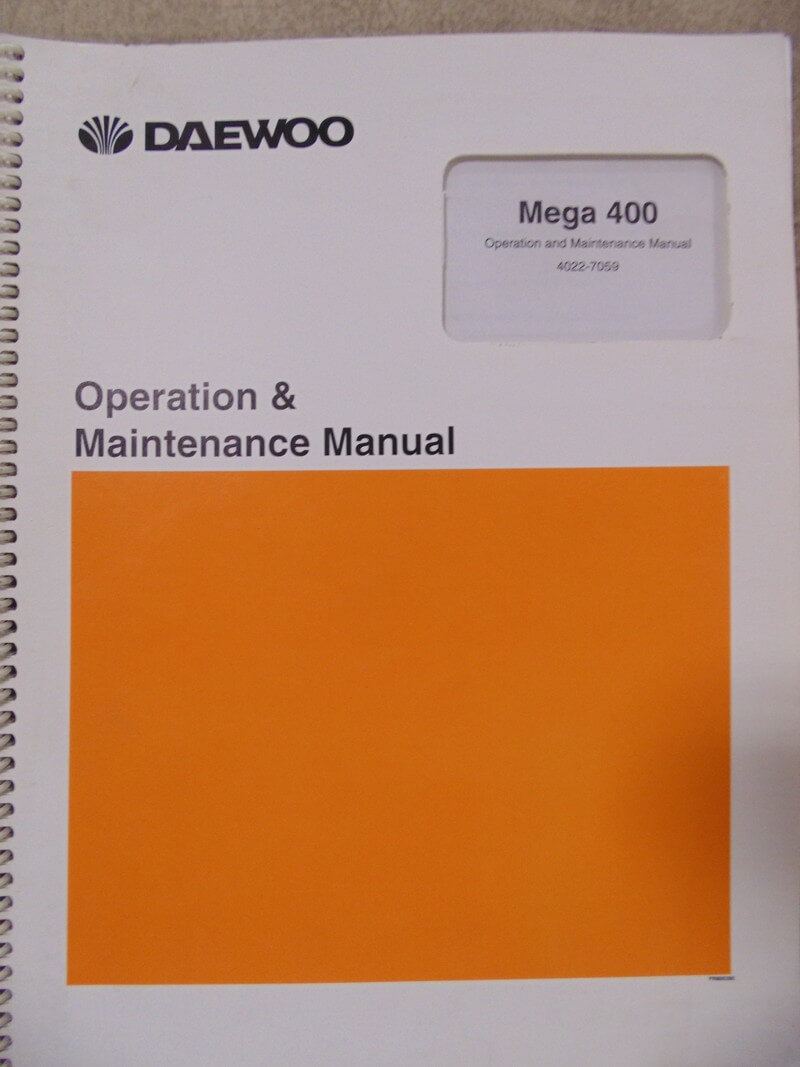 DAEWOO
Mega 400
Operation and Maintenance Manual
4022-7059
Operation &
Maintenance Manual